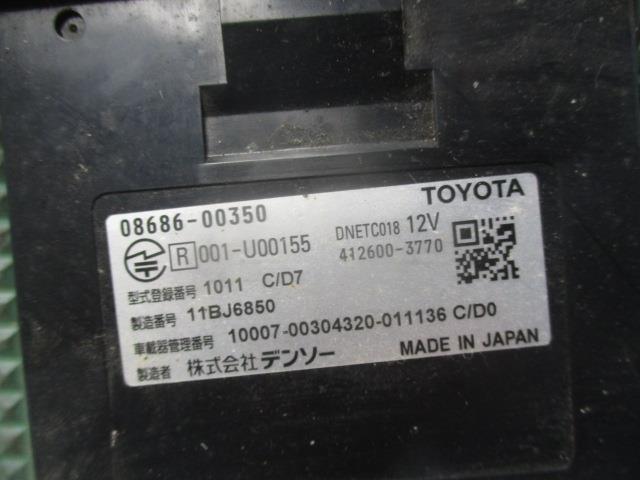 TOYOTA
08686-00350
R 001-U00155 DNETC018 12V
412600-3770
型式登録番号 1011 C/D7
製造番号 11BJ6850
車載器管理番号 10007-00304320-011136 C/D0
製造者 株式会社デンソー MADE IN JAPAN